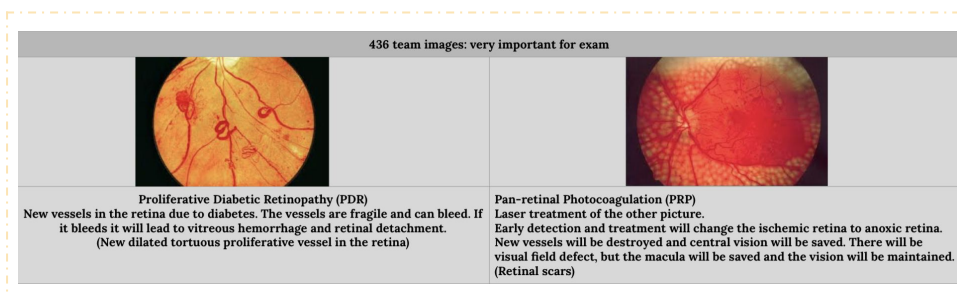 436 team images: very important for exam
Proliferative Diabetic Retinopathy (PDR)
New vessels in the retina due to diabetes. The vessels are fragile and can bleed. If
it bleeds it will lead to vitreous hemorrhage and retinal detachment.
(New dilated tortuous proliferative vessel in the retina)
Pan-retinal Photocoagulation (PRP)
Laser treatment of the other picture.
Early detection and treatment will change the ischemic retina to anoxic retina.
New vessels will be destroyed and central vision will be saved. There will be
visual field defect, but the macula will be saved and the vision will be maintained.
(Retinal scars)